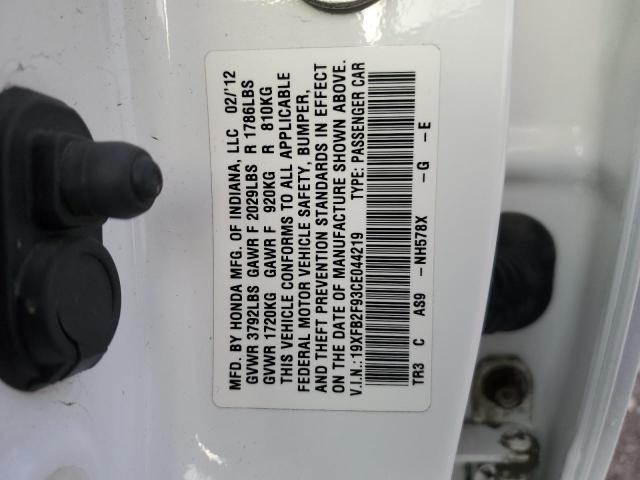 MFD. BY HONDA MFG. OF INDIANA, LLC 02/'12
GVWR 3792LBS GAWR F 2029LBS R 1786LBS
GVWR 1720KG GAWR F 920KG R 810KG
THIS VEHICLE CONFORMS TO ALL APPLICABLE
FEDERAL MOTOR VEHICLE SAFETY, BUMPER,
AND THEFT PREVENTION STANDARDS IN EFFECT
ON THE DATE OF MANUFACTURE SHOWN ABOVE.
V.I.N.:19XFB2F93CE044219 TYPE: PASSENGER CAR
TR3 C AS9 -NH578X -G -E